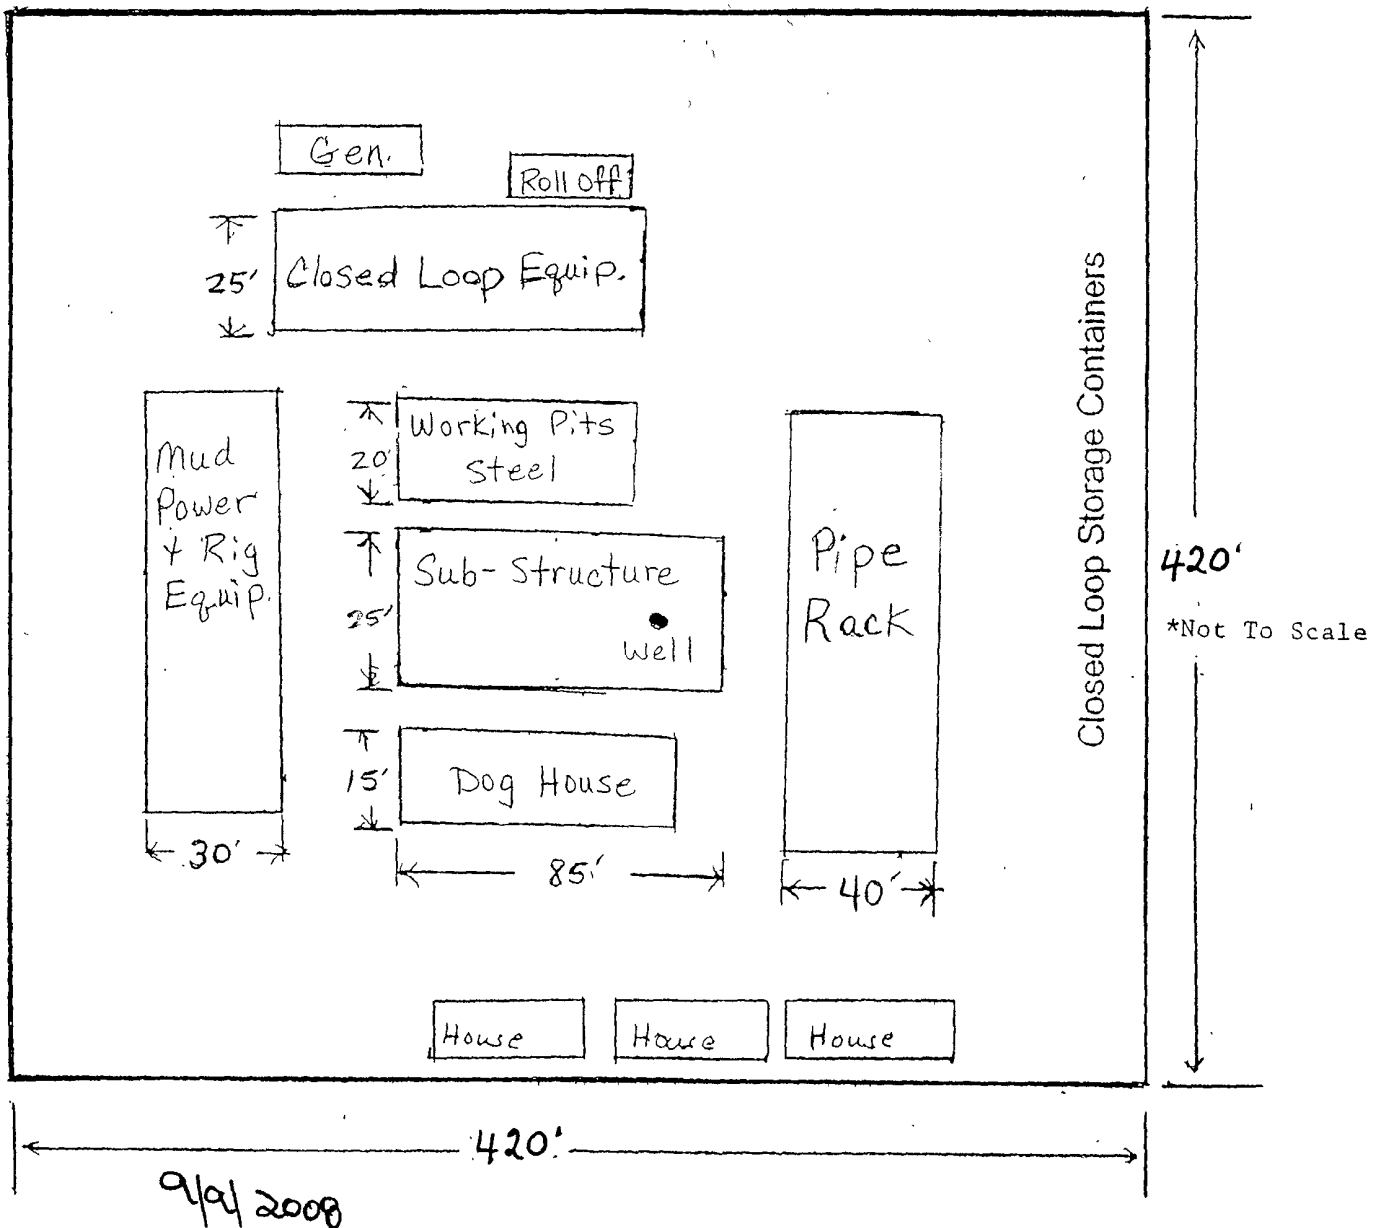 Gen.
Roll off
25'
Closed Loop Equip.
Closed Loop Storage Containers
Mud
Power
& Rig
Equip.
20'
Working Pits
Steel
Pipe
Rack
25'
Sub-Structure
Well
420'
*Not To Scale
15'
Dog House
30'
85'
40'
House
House
House
420'
9/9/2008